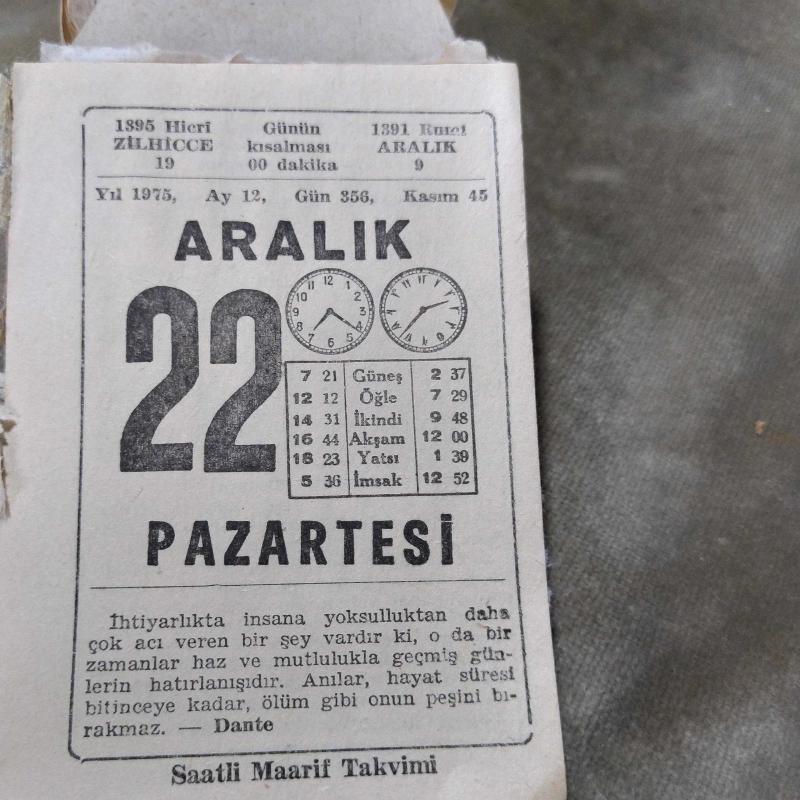 1395 Hicrî Günün 1391 Rumî
ZİLHİCCE kısalması ARALIK
19 00 dakika 9
Yıl 1975, Ay 12, Gün 356, Kasım 45
ARALIK
22
7 21 Güneş 2 37
12 12 Öğle 7 29
14 31 İkindi 9 48
16 44 Akşam 12 00
18 23 Yatsı 1 39
5 36 İmsak 12 52
PAZARTESİ
İhtiyarlıkta insana yoksulluktan daha
çok acı veren bir şey vardır ki, o da bir
zamanlar haz ve mutlulukla geçmiş gün-
lerin hatırlanışıdır. Anılar, hayat süresi
bitinceye kadar, ölüm gibi onun peşini bı-
rakmaz. — Dante
Saatli Maarif Takvimi